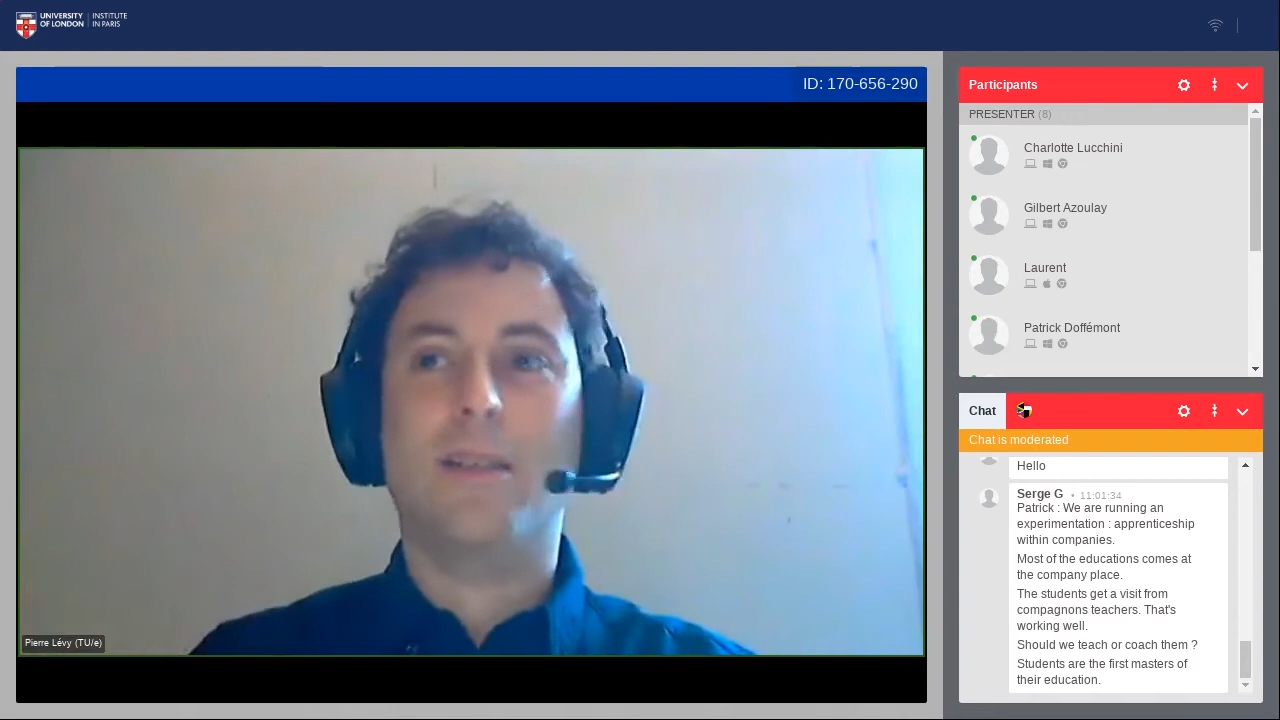 UNIVERSITY OF LONDON
INSTITUTE IN PARIS
ID: 170-656-290
Pierre Lévy (TU/e)
Participants
PRESENTER (8)
Charlotte Lucchini
Gilbert Azoulay
Laurent
Patrick Doffémont
Chat
Chat is moderated
Hello
Serge G • 11:01:34
Patrick : We are running an
experimentation : apprenticeship
within companies.
Most of the educations comes at
the company place.
The students get a visit from
compagnons teachers. That's
working well.
Should we teach or coach them ?
Students are the first masters of
their education.